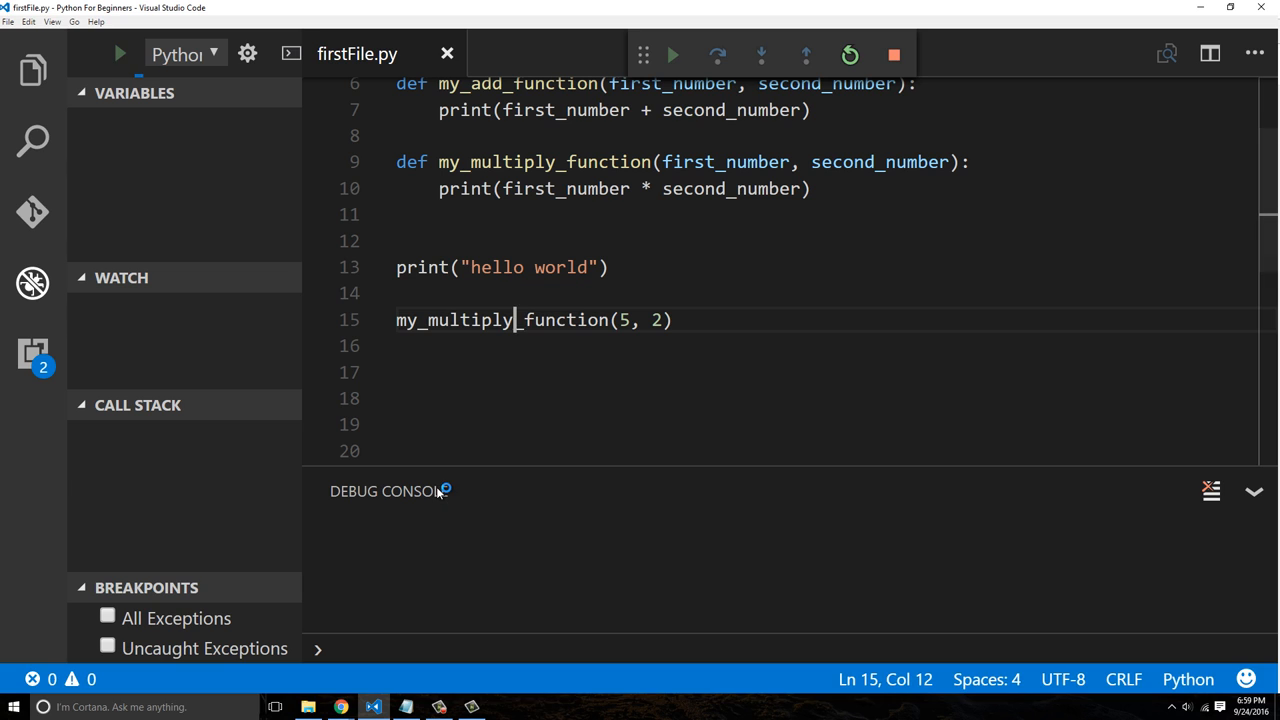 firstFile.py - Python For Beginners - Visual Studio Code
File Edit View Go Help
Python
firstFile.py
VARIABLES
WATCH
CALL STACK
BREAKPOINTS
All Exceptions
Uncaught Exceptions
2
6 def my_add_function(first_number, second_number):
7 print(first_number + second_number)
8
9 def my_multiply_function(first_number, second_number):
10 print(first_number * second_number)
11
12
13 print("hello world")
14
15 my_multiply_function(5, 2)
16
17
18
19
20
DEBUG CONSOL
0 0 Ln 15, Col 12 Spaces: 4 UTF-8 CRLF Python
I'm Cortana. Ask me anything.
6:59 PM
9/24/2016